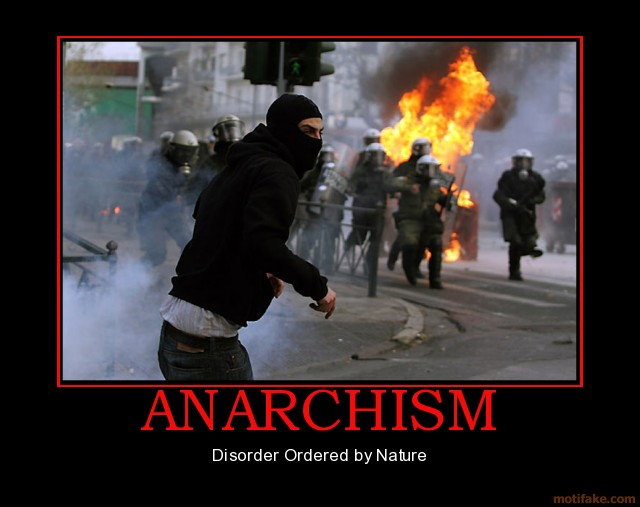 ANARCHISM
Disorder Ordered by Nature
motifake.com